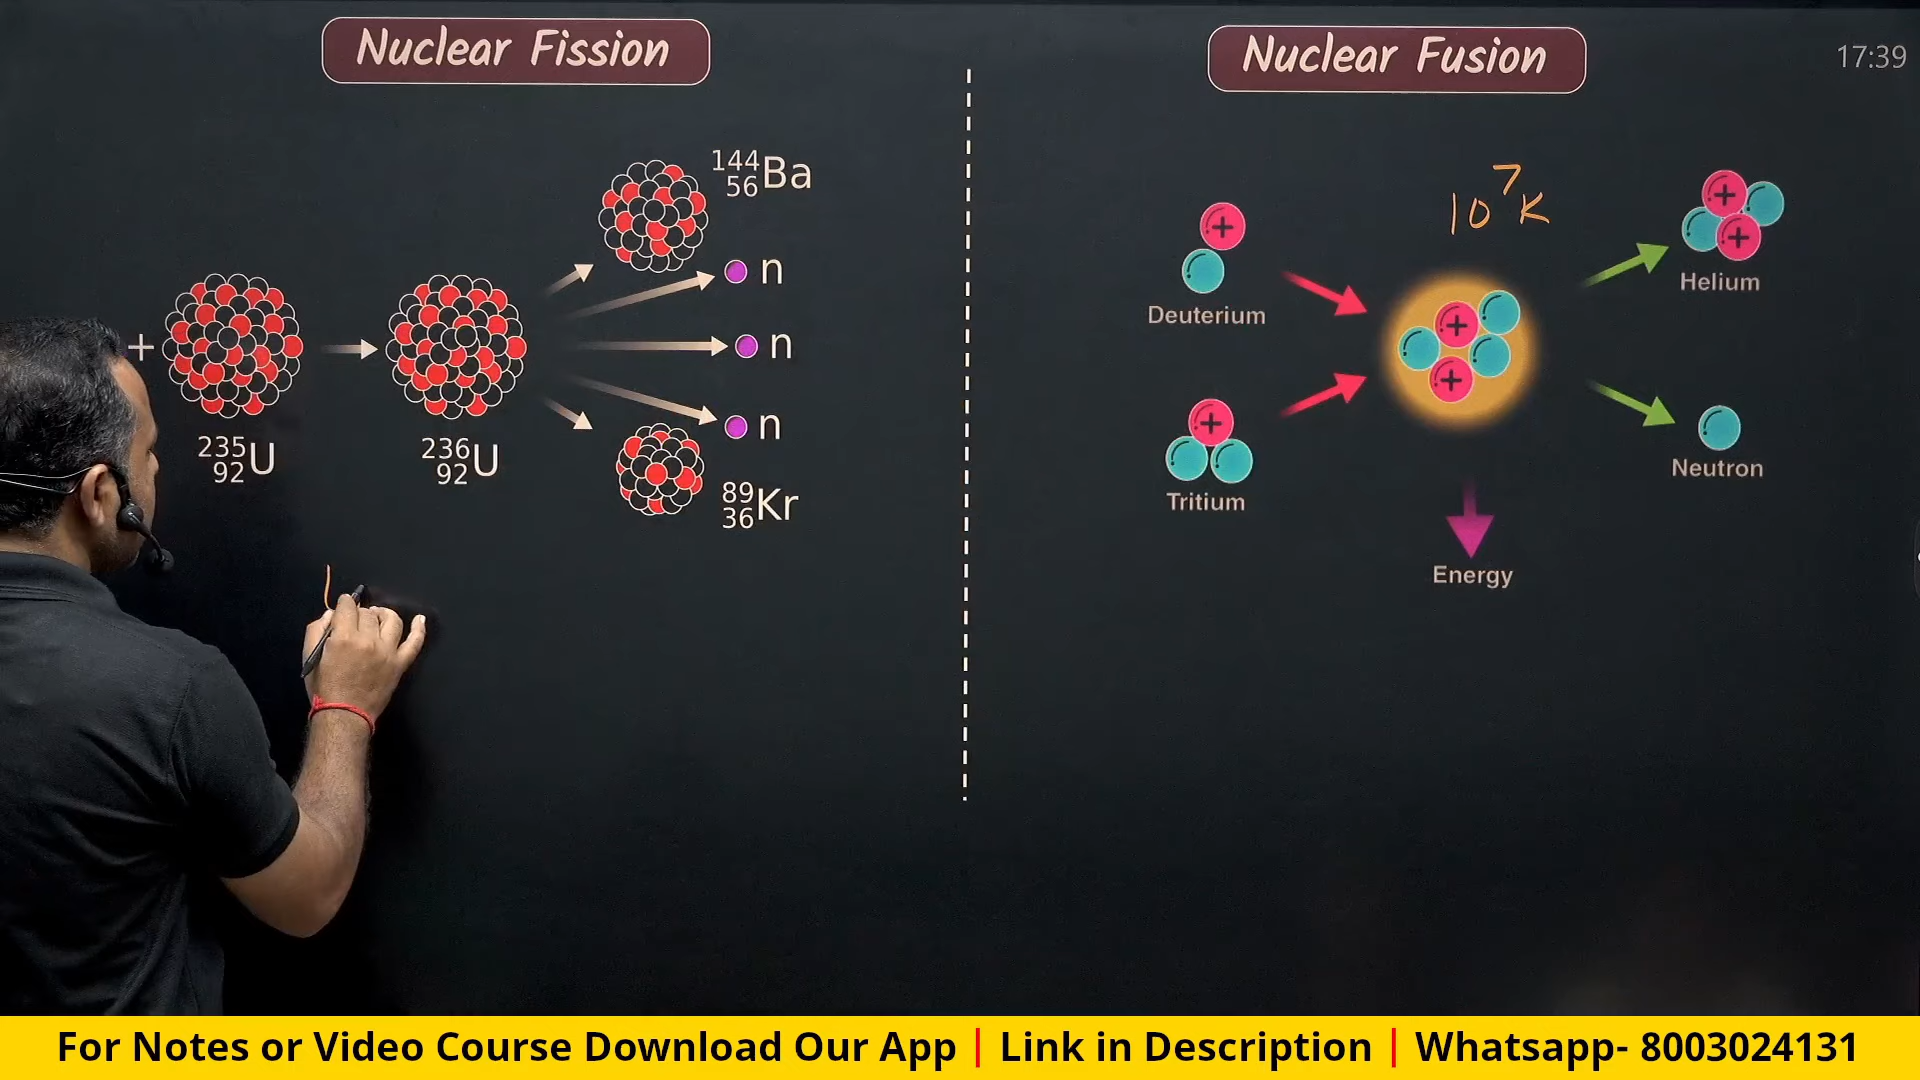 Nuclear Fission
Nuclear Fusion
17:39
144
56 Ba
n
n
n
89
36 Kr
+
235
92 U
236
92 U
10⁷K
+
+
+
Helium
Deuterium
+
+
+
Tritium
Neutron
Energy
For Notes or Video Course Download Our App | Link in Description | Whatsapp- 8003024131